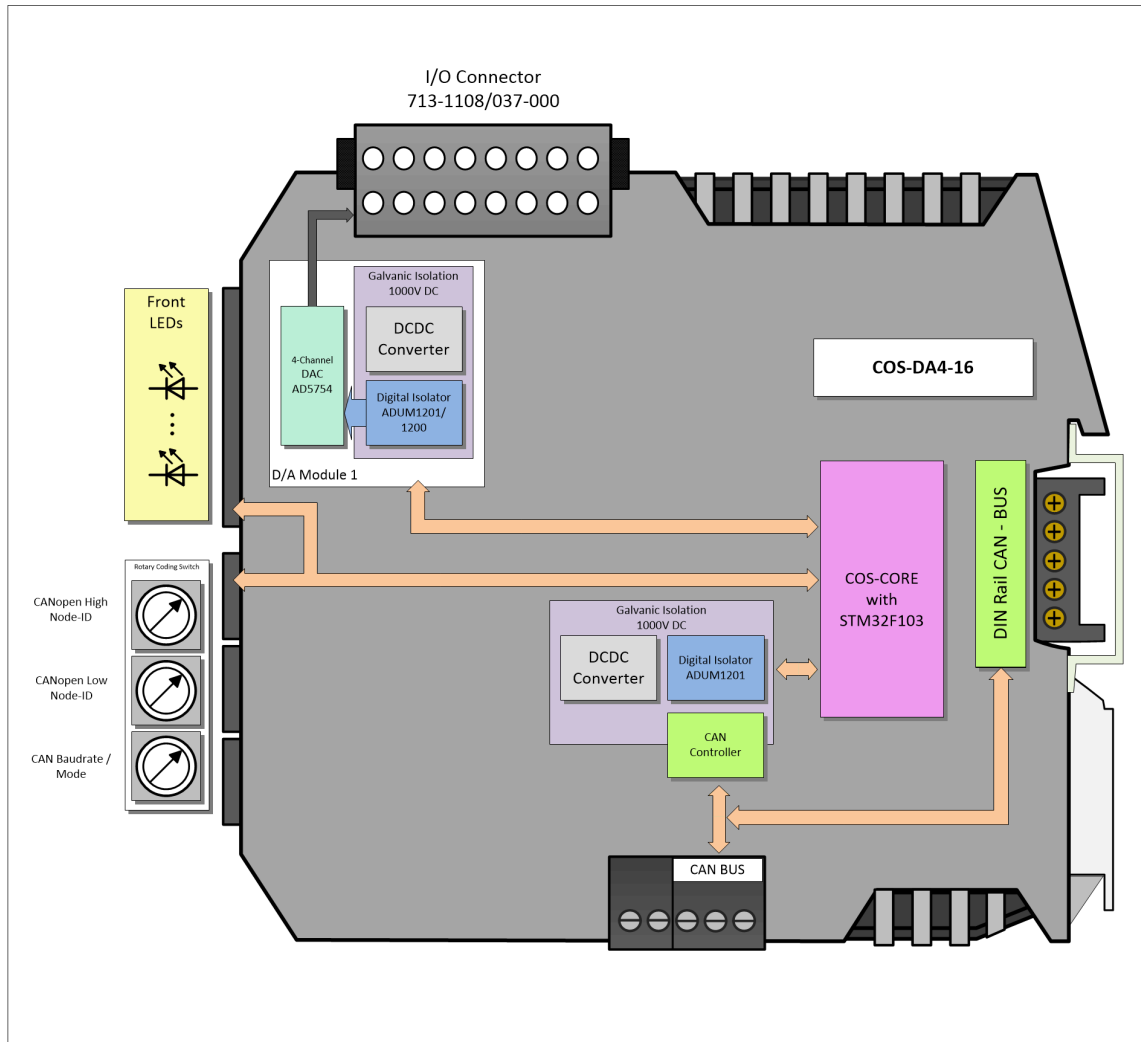 I/O Connector
713-1108/037-000
Galvanic Isolation
1000V DC
Front
LEDs
DCDC
Converter
4-Channel
DAC
AD5754
Digital Isolator
ADUM1201/
1200
D/A Module 1
COS-DA4-16
DIN Rail CAN - BUS
Rotary Coding Switch
CANopen High
Node-ID
COS-CORE
with
STM32F103
Galvanic Isolation
1000V DC
DCDC
Converter
Digital Isolator
ADUM1201
CANopen Low
Node-ID
CAN
Controller
CAN Baudrate /
Mode
CAN BUS